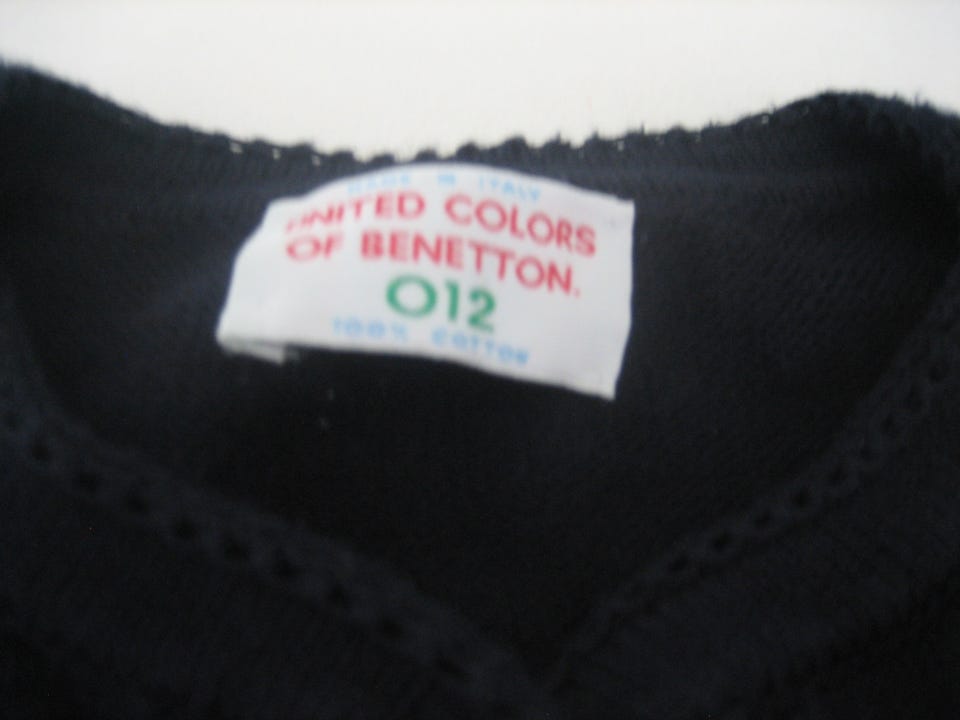 MADE IN ITALY
UNITED COLORS
OF BENETTON.
012
100% COTTON